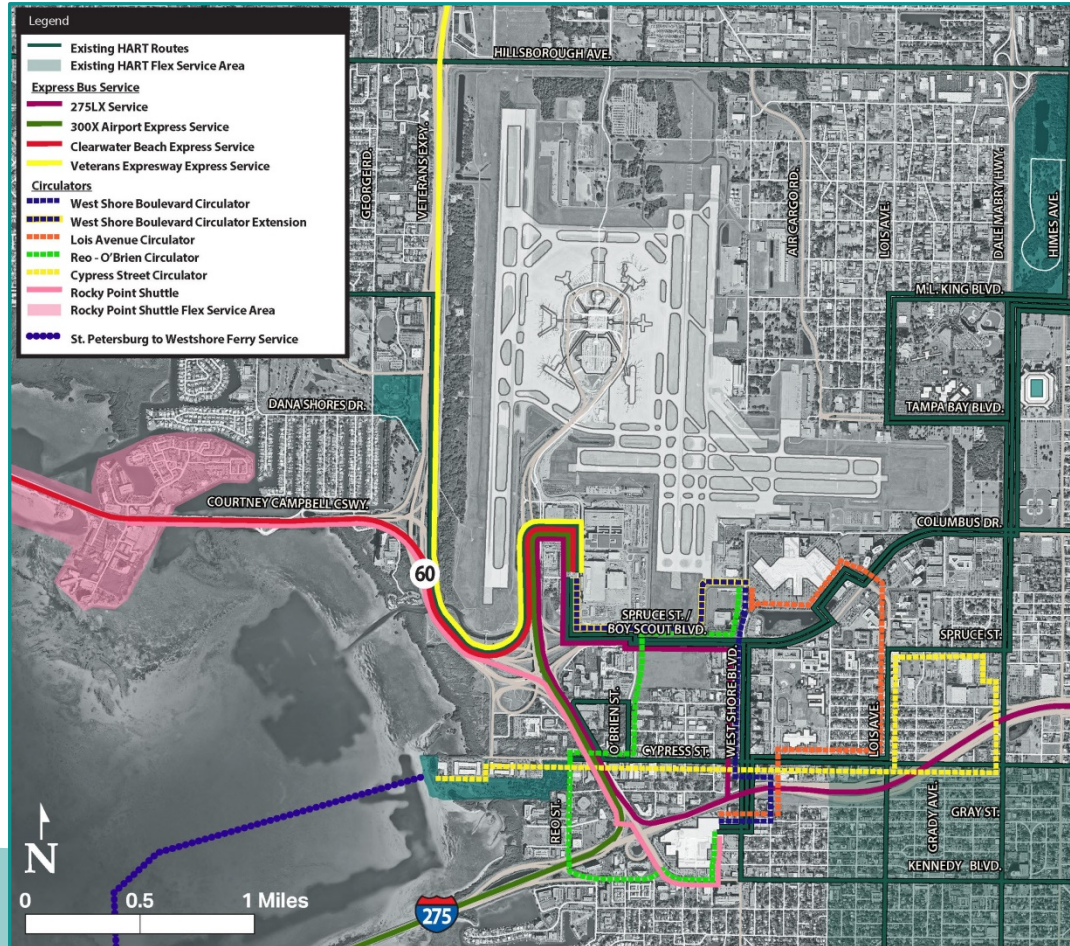 Legend
Existing HART Routes
Existing HART Flex Service Area
Express Bus Service
275LX Service
300X Airport Express Service
Clearwater Beach Express Service
Veterans Expresway Express Service
Circulators
West Shore Boulevard Circulator
West Shore Boulevard Circulator Extension
Lois Avenue Circulator
Reo - O'Brien Circulator
Cypress Street Circulator
Rocky Point Shuttle
Rocky Point Shuttle Flex Service Area
St. Petersburg to Westshore Ferry Service
HILLSBOROUGH AVE.
GEORGE RD.
VETERANS EXPY.
AIR CARGO RD.
LOIS AVE.
DALE MABRY HWY.
HIMES AVE.
M.L. KING BLVD.
DANA SHORES DR.
TAMPA BAY BLVD.
COURTNEY CAMPBELL CSWY.
COLUMBUS DR.
60
SPRUCE ST. /
BOY SCOUT BLVD.
SPRUCE ST.
O'BRIEN ST.
WEST SHORE BLVD.
LOIS AVE.
CYPRESS ST.
REO ST.
GRADY AVE.
GRAY ST.
KENNEDY BLVD.
N
0 0.5 1 Miles
275